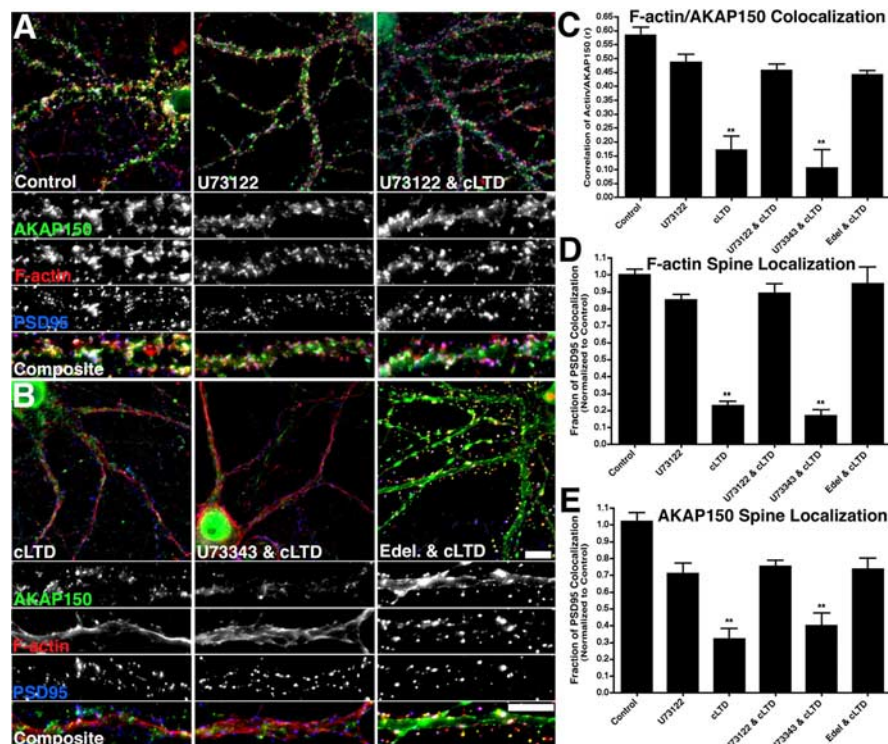 A
Control
U73122
U73122 & cLTD
AKAP150
F-actin
PSD95
Composite
B
cLTD
U73343 & cLTD
Edel. & cLTD
AKAP150
F-actin
PSD95
Composite
C
F-actin/AKAP150 Colocalization
Correlation of Actin/AKAP150 (r)
0.65
0.60
0.55
0.50
0.45
0.40
0.35
0.30
0.25
0.20
0.15
0.10
0.05
0.00
**
**
Control
U73122
cLTD
U73122 & cLTD
U73343 & cLTD
Edel & cLTD
D
F-actin Spine Localization
Fraction of PSD95 Colocalization
(Normalized to Control)
1.1
1.0
0.9
0.8
0.7
0.6
0.5
0.4
0.3
0.2
0.1
0.0
**
**
Control
U73122
cLTD
U73122 & cLTD
U73343 & cLTD
Edel & cLTD
E
AKAP150 Spine Localization
Fraction of PSD95 Colocalization
(Normalized to Control)
1.1
1.0
0.9
0.8
0.7
0.6
0.5
0.4
0.3
0.2
0.1
0.0
**
**
Control
U73122
cLTD
U73122 & cLTD
U73343 & cLTD
Edel & cLTD